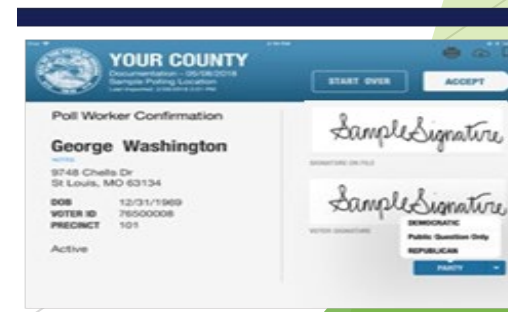 YOUR COUNTY
Documentation - 05/08/2018
Sample Polling Location
START OVER
ACCEPT
Poll Worker Confirmation
George Washington
9748 Chells Dr
St Louis, MO 63134
DOB 12/31/1969
VOTER ID 76500008
PRECINCT 101
Active
SampleSignature
SIGNATURE ON FILE
SampleSignature
VOTER SIGNATURE
DEMOCRATIC
Public Question Only
REPUBLICAN
PARTY